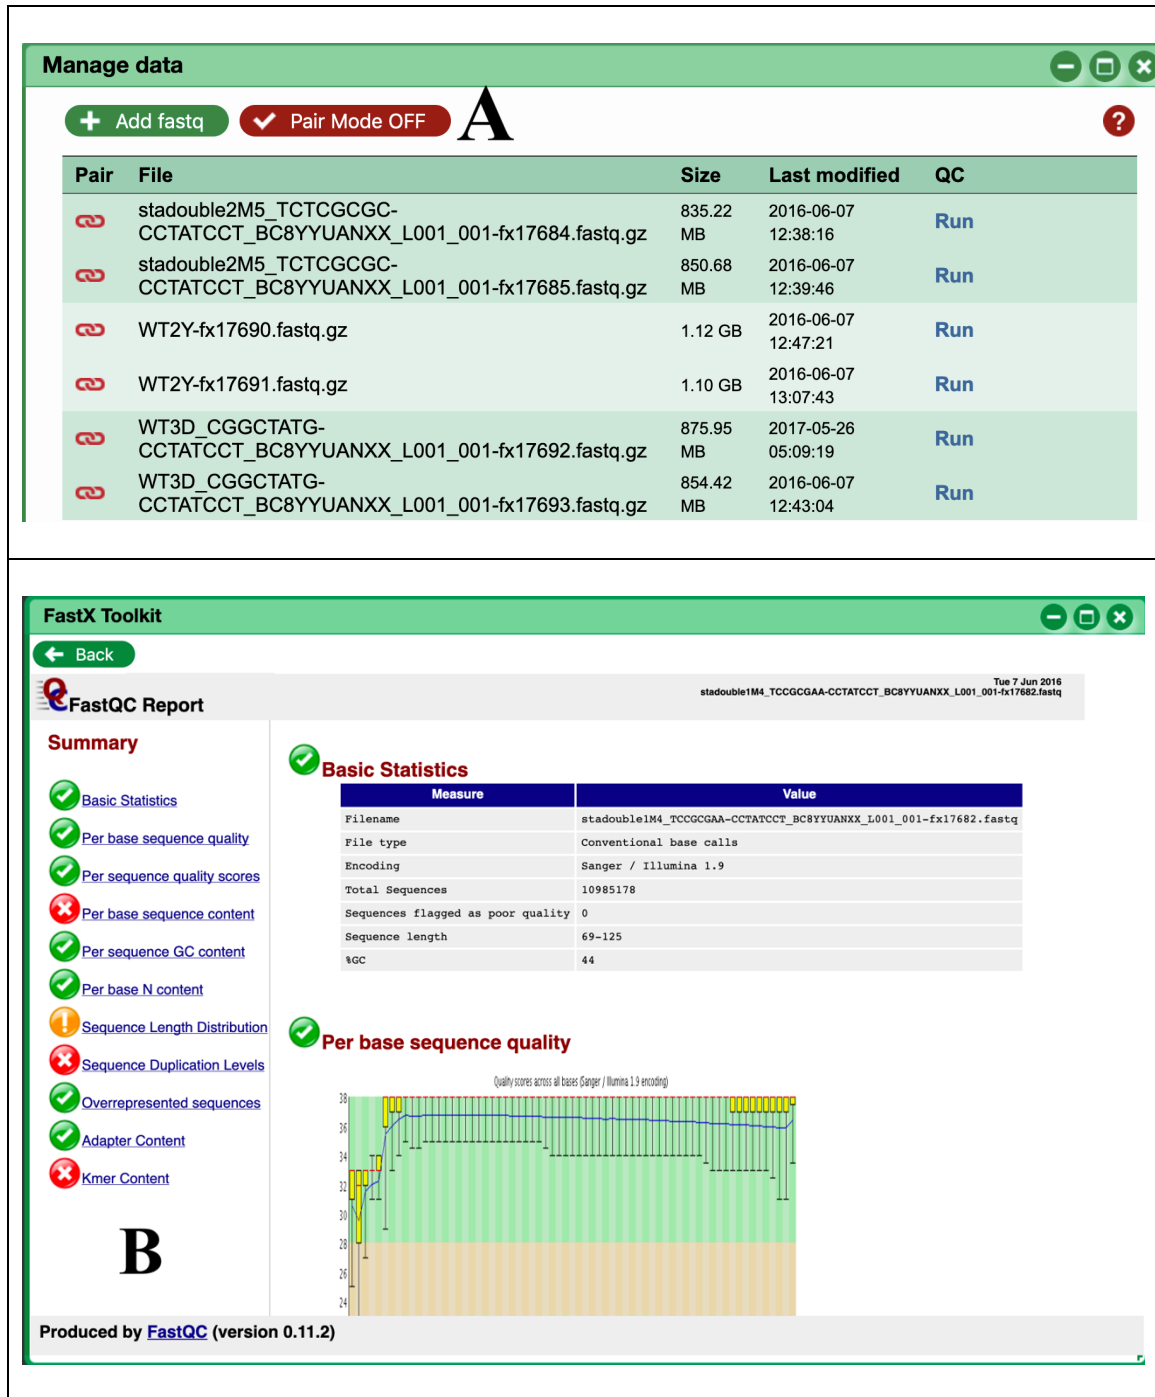 Manage data
Add fastq Pair Mode OFF A ?
Pair File Size Last modified QC
stadouble2M5_TCTCGCGC-
CCTATCCT_BC8YYUANXX_L001_001-fx17684.fastq.gz 835.22 MB 2016-06-07 12:38:16 Run
stadouble2M5_TCTCGCGC-
CCTATCCT_BC8YYUANXX_L001_001-fx17685.fastq.gz 850.68 MB 2016-06-07 12:39:46 Run
WT2Y-fx17690.fastq.gz 1.12 GB 2016-06-07 12:47:21 Run
WT2Y-fx17691.fastq.gz 1.10 GB 2016-06-07 13:07:43 Run
WT3D_CGGCTATG-
CCTATCCT_BC8YYUANXX_L001_001-fx17692.fastq.gz 875.95 MB 2017-05-26 05:09:19 Run
WT3D_CGGCTATG-
CCTATCCT_BC8YYUANXX_L001_001-fx17693.fastq.gz 854.42 MB 2016-06-07 12:43:04 Run
FastX Toolkit
Back
FastQC Report
Tue 7 Jun 2016
stadouble1M4_TCCGCGAA-CCTATCCT_BC8YYUANXX_L001_001-fx17682.fastq
Summary
Basic Statistics
Per base sequence quality
Per sequence quality scores
Per base sequence content
Per sequence GC content
Per base N content
Sequence Length Distribution
Sequence Duplication Levels
Overrepresented sequences
Adapter Content
Kmer Content
B
Basic Statistics
Measure Value
Filename stadouble1M4_TCCGCGAA-CCTATCCT_BC8YYUANXX_L001_001-fx17682.fastq
File type Conventional base calls
Encoding Sanger / Illumina 1.9
Total Sequences 10985178
Sequences flagged as poor quality 0
Sequence length 69-125
%GC 44
Per base sequence quality
Quality scores across all bases (Sanger / Illumina 1.9 encoding)
38
36
34
32
30
28
26
24
Produced by FastQC (version 0.11.2)